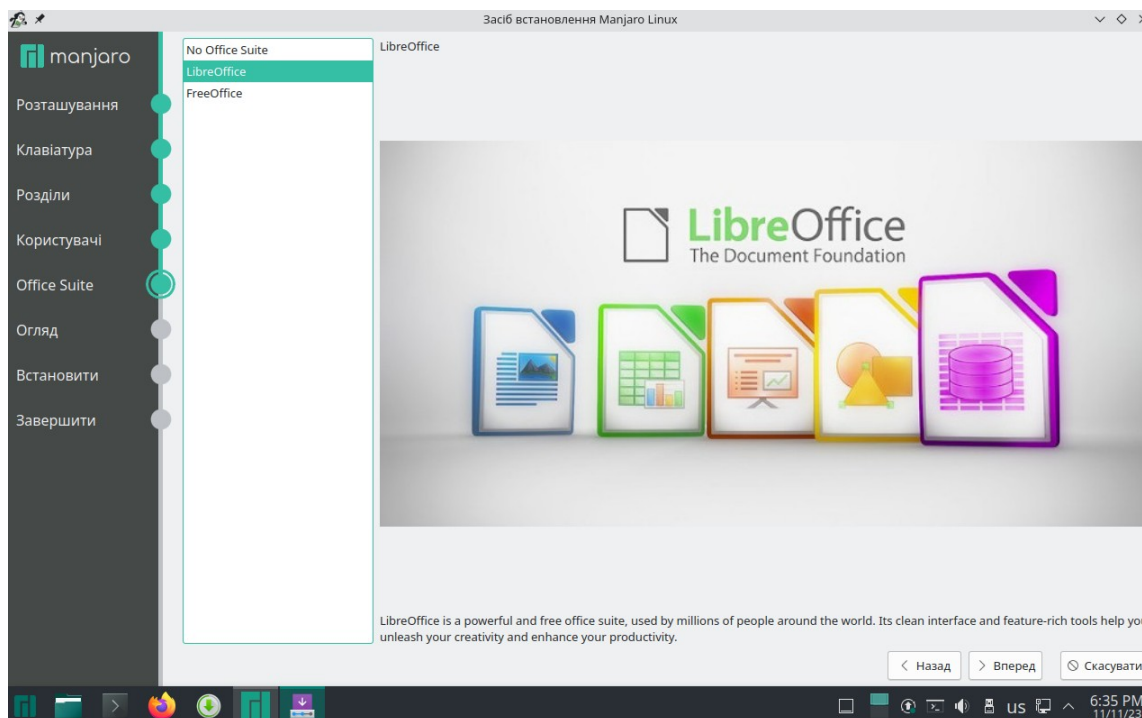 Засіб встановлення Manjaro Linux
manjaro
Розташування
Клавіатура
Розділи
Користувачі
Office Suite
Огляд
Встановити
Завершити
No Office Suite
LibreOffice
FreeOffice
LibreOffice
LibreOffice
The Document Foundation
LibreOffice is a powerful and free office suite, used by millions of people around the world. Its clean interface and feature-rich tools help you
unleash your creativity and enhance your productivity.
Назад
Вперед
Скасувати
us
6:35 PM
11/11/23